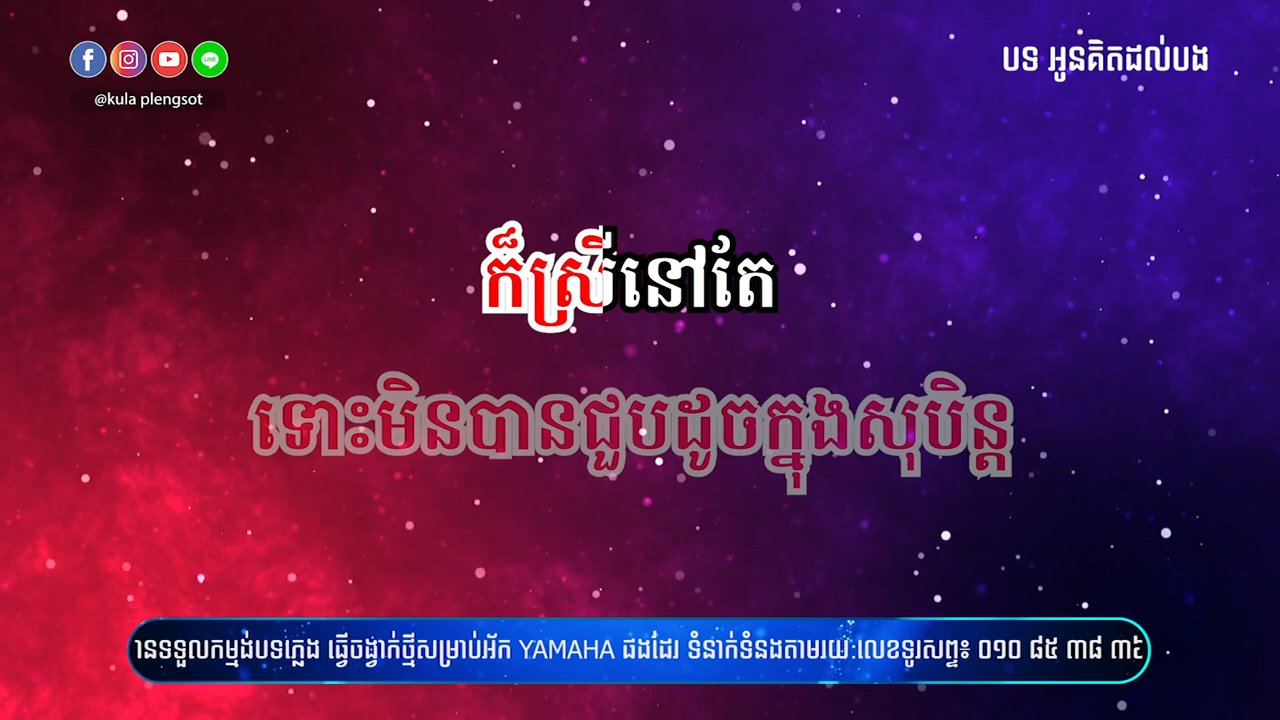 បទ អូនគិតដល់បង
@kula plengsot
ក៏ស្រីនៅតែ
ទោះមិនបានជួបដូចក្នុងសុបិន្ត
ានទទួលកម្មង់បទភ្លេង ធ្វើចង្វាក់ថ្មីសម្រាប់អ័ក YAMAHA ផងដែរ ទំនាក់ទំនងតាមរយៈលេខទូរសព្ទ៖ ០១០ ៨៥ ៣៨ ៣